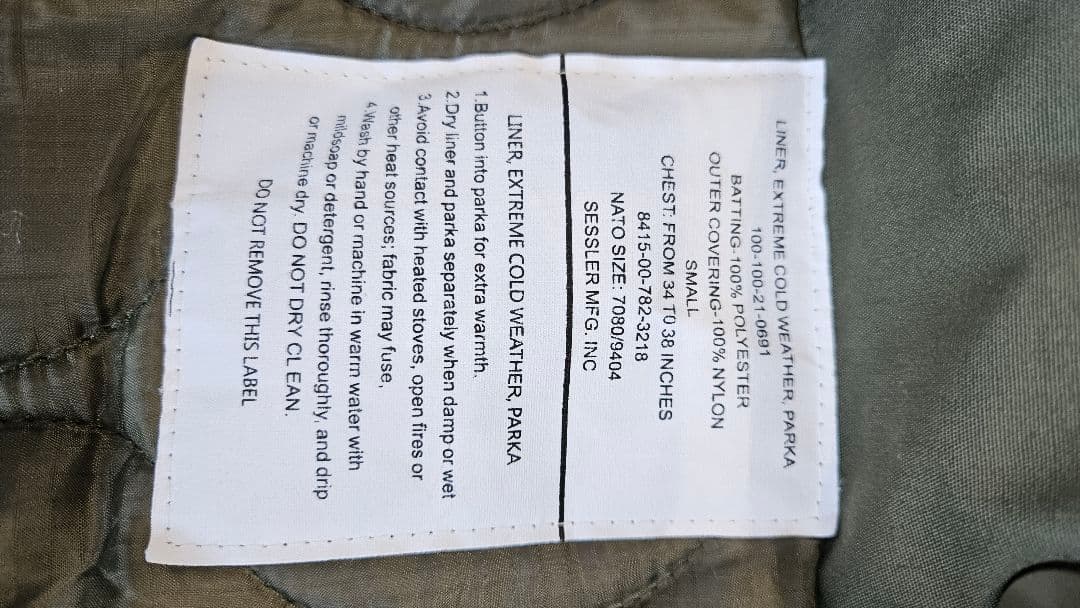 LINER, EXTREME COLD WEATHER, PARKA
100-100-21-0691
BATTING-100% POLYESTER
OUTER COVERING-100% NYLON
SMALL
CHEST: FROM 34 TO 38 INCHES
8415-00-782-3218
NATO SIZE: 7080/9404
SESSLER MFG. INC
LINER, EXTREME COLD WEATHER, PARKA
1.Button into parka for extra warmth.
2.Dry liner and parka separately when damp or wet
3.Avoid contact with heated stoves, open fires or
other heat sources; fabric may fuse,
4.Wash by hand or machine in warm water with
mildsoap or detergent, rinse thoroughly, and drip
or machine dry. DO NOT DRY CL EAN.
DO NOT REMOVE THIS LABEL